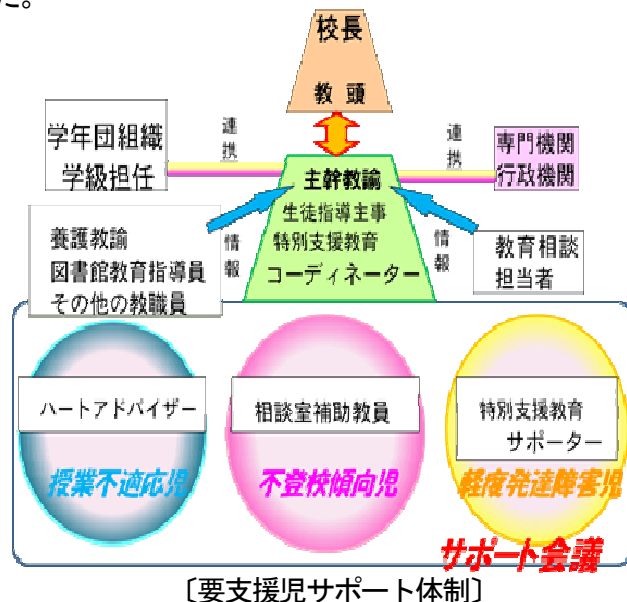 た。
校長
教頭
学年団組織
学級担任
連携
連携
専門機関
行政機関
主幹教諭
生徒指導主事
特別支援教育
コーディネーター
養護教諭
図書館教育指導員
その他の教職員
情報
情報
教育相談
担当者
ハートアドバイザー
相談室補助教員
特別支援教育
サポーター
授業不適応児
不登校傾向児
軽度発達障害児
サポート会議
〔要支援児サポート体制〕